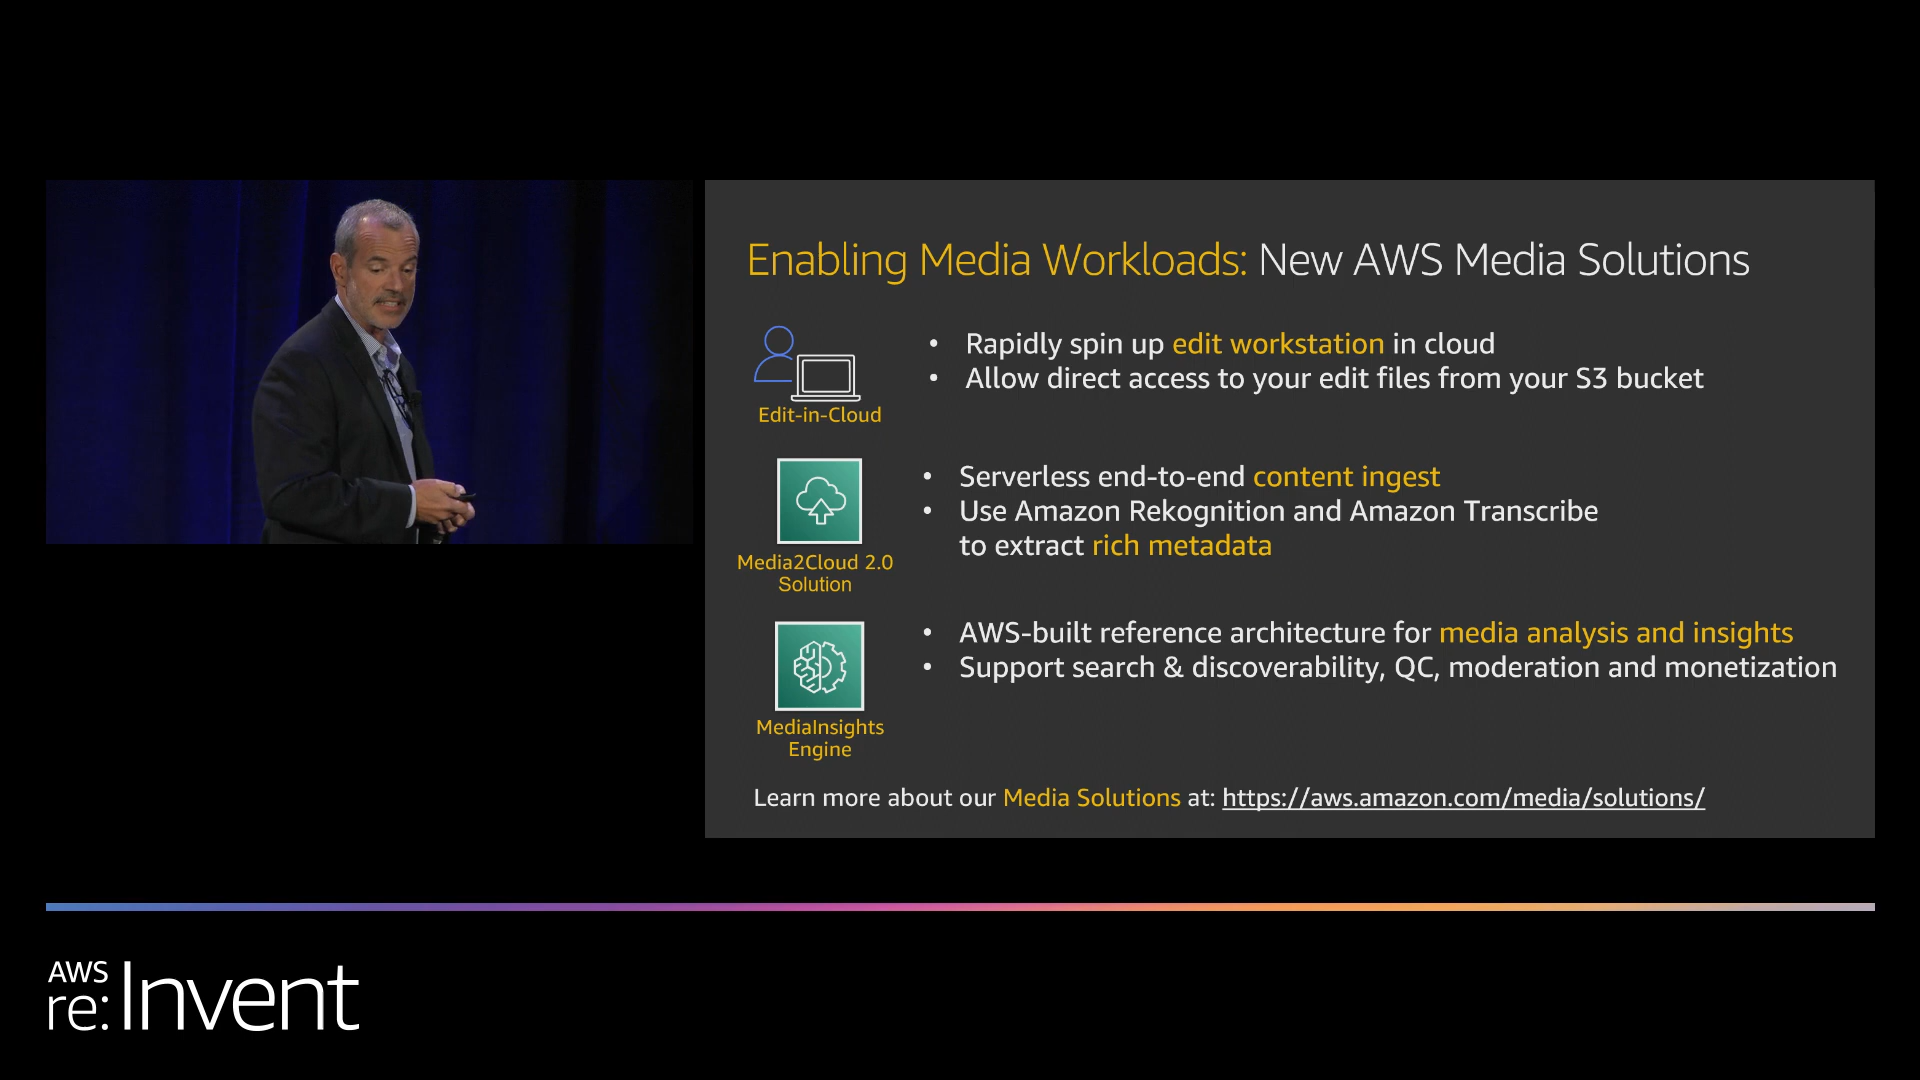 Enabling Media Workloads: New AWS Media Solutions
• Rapidly spin up edit workstation in cloud
• Allow direct access to your edit files from your S3 bucket
Edit-in-Cloud
• Serverless end-to-end content ingest
• Use Amazon Rekognition and Amazon Transcribe
to extract rich metadata
Media2Cloud 2.0
Solution
• AWS-built reference architecture for media analysis and insights
• Support search & discoverability, QC, moderation and monetization
MediaInsights
Engine
Learn more about our Media Solutions at: https://aws.amazon.com/media/solutions/
AWS
re:Invent